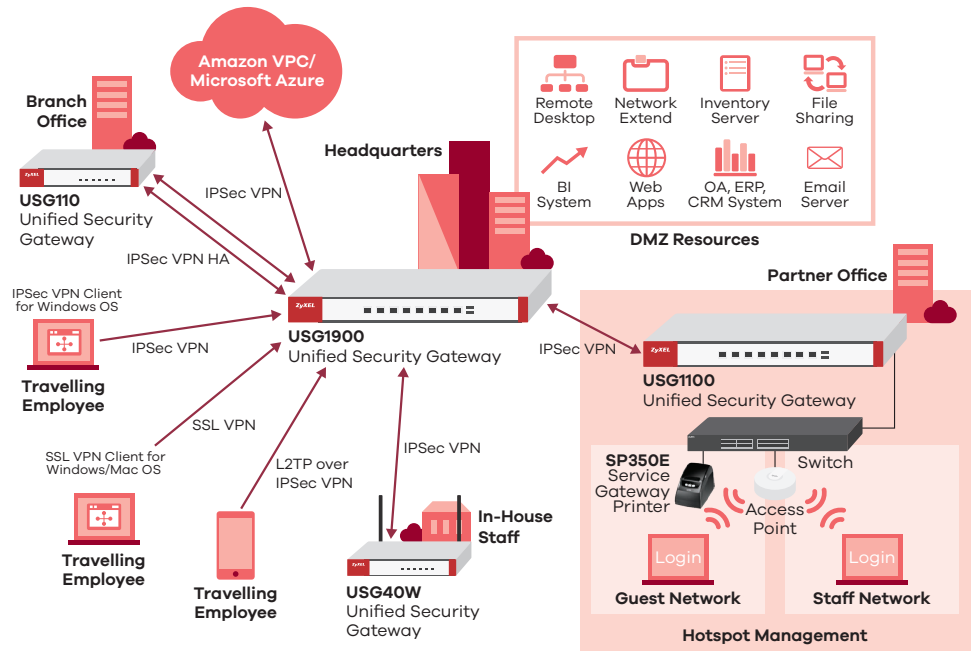 Amazon VPC/
Microsoft Azure
Branch
Office
ZyXEL
USG110
Unified Security
Gateway
IPSec VPN
IPSec VPN HA
Headquarters
Remote
Desktop
Network
Extend
Inventory
Server
File
Sharing
BI
System
Web
Apps
OA, ERP,
CRM System
Email
Server
DMZ Resources
ZyXEL
USG1900
Unified Security Gateway
IPSec VPN Client
for Windows OS
IPSec VPN
Travelling
Employee
SSL VPN
SSL VPN Client for
Windows/Mac OS
Travelling
Employee
L2TP over
IPSec VPN
Travelling
Employee
IPSec VPN
In-House
Staff
ZyXEL
USG40W
Unified Security
Gateway
IPSec VPN
Partner Office
ZyXEL
USG1100
Unified Security Gateway
Switch
SP350E
Service
Gateway
Printer
Access
Point
Login
Guest Network
Login
Staff Network
Hotspot Management